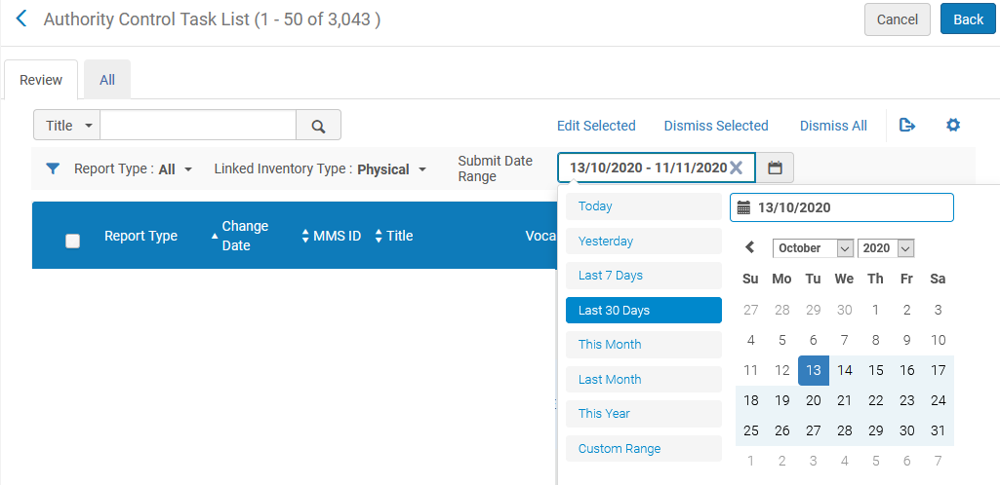 Authority Control Task List (1 - 50 of 3,043 )
Cancel
Back
Review
All
Title
Edit Selected
Dismiss Selected
Dismiss All
Report Type : All
Linked Inventory Type : Physical
Submit Date
Range
13/10/2020 - 11/11/2020
Report Type
Change
Date
MMS ID
Title
Voca
Today
Yesterday
Last 7 Days
Last 30 Days
This Month
Last Month
This Year
Custom Range
13/10/2020
October
2020
Su Mo Tu We Th Fr Sa
27 28 29 30 1 2 3
4 5 6 7 8 9 10
11 12 13 14 15 16 17
18 19 20 21 22 23 24
25 26 27 28 29 30 31
1 2 3 4 5 6 7